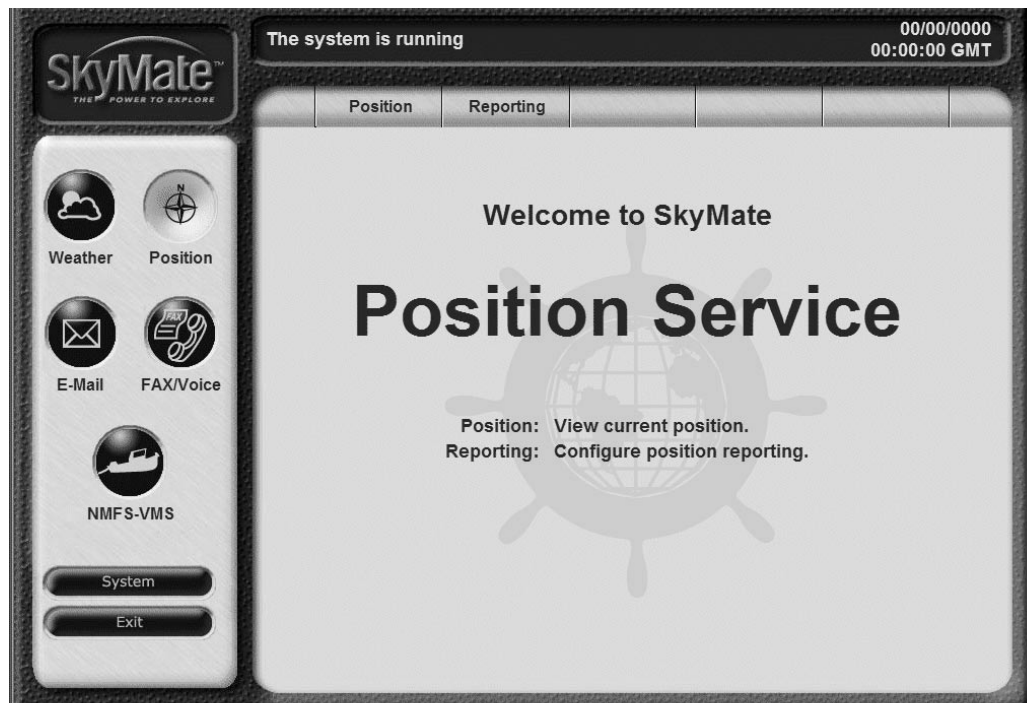 SkyMate™
THE POWER TO EXPLORE
The system is running
00/00/0000
00:00:00 GMT
Position Reporting
N
Weather Position
FAX
E-Mail FAX/Voice
NMFS-VMS
System
Exit
Welcome to SkyMate
Position Service
Position: View current position.
Reporting: Configure position reporting.